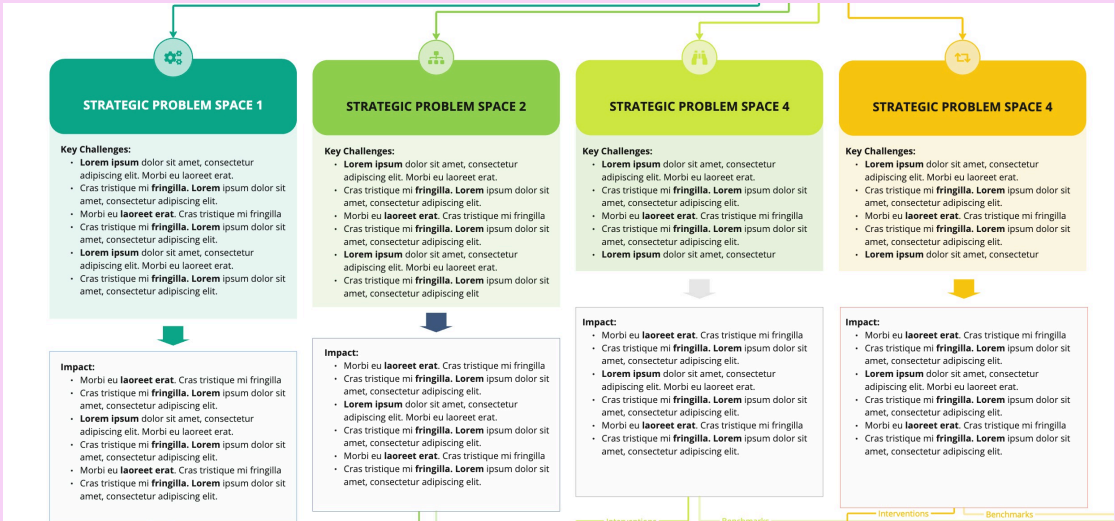 STRATEGIC PROBLEM SPACE 1
Key Challenges:
• Lorem ipsum dolor sit amet, consectetur
adipiscing elit. Morbi eu laoreet erat.
• Cras tristique mi fringilla. Lorem ipsum dolor sit
amet, consectetur adipiscing elit.
• Morbi eu laoreet erat. Cras tristique mi fringilla
• Cras tristique mi fringilla. Lorem ipsum dolor sit
amet, consectetur adipiscing elit.
• Lorem ipsum dolor sit amet, consectetur
adipiscing elit. Morbi eu laoreet erat.
• Cras tristique mi fringilla. Lorem ipsum dolor sit
amet, consectetur adipiscing elit.
Impact:
• Morbi eu laoreet erat. Cras tristique mi fringilla
• Cras tristique mi fringilla. Lorem ipsum dolor sit
amet, consectetur adipiscing elit.
• Lorem ipsum dolor sit amet, consectetur
adipiscing elit. Morbi eu laoreet erat.
• Cras tristique mi fringilla. Lorem ipsum dolor sit
amet, consectetur adipiscing elit.
• Morbi eu laoreet erat. Cras tristique mi fringilla
• Cras tristique mi fringilla. Lorem ipsum dolor sit
amet, consectetur adipiscing elit.
STRATEGIC PROBLEM SPACE 2
Key Challenges:
• Lorem ipsum dolor sit amet, consectetur
adipiscing elit. Morbi eu laoreet erat.
• Cras tristique mi fringilla. Lorem ipsum dolor sit
amet, consectetur adipiscing elit.
• Morbi eu laoreet erat. Cras tristique mi fringilla
• Cras tristique mi fringilla. Lorem ipsum dolor sit
amet, consectetur adipiscing elit.
• Lorem ipsum dolor sit amet, consectetur
adipiscing elit. Morbi eu laoreet erat.
• Cras tristique mi fringilla. Lorem ipsum dolor sit
amet, consectetur adipiscing elit
Impact:
• Morbi eu laoreet erat. Cras tristique mi fringilla
• Cras tristique mi fringilla. Lorem ipsum dolor sit
amet, consectetur adipiscing elit.
• Lorem ipsum dolor sit amet, consectetur
adipiscing elit. Morbi eu laoreet erat.
• Cras tristique mi fringilla. Lorem ipsum dolor sit
amet, consectetur adipiscing elit.
• Morbi eu laoreet erat. Cras tristique mi fringilla
• Cras tristique mi fringilla. Lorem ipsum dolor sit
amet, consectetur adipiscing elit.
STRATEGIC PROBLEM SPACE 4
Key Challenges:
• Lorem ipsum dolor sit amet, consectetur
adipiscing elit. Morbi eu laoreet erat.
• Cras tristique mi fringilla. Lorem ipsum dolor sit
amet, consectetur adipiscing elit.
• Morbi eu laoreet erat. Cras tristique mi fringilla
• Cras tristique mi fringilla. Lorem ipsum dolor sit
amet, consectetur adipiscing elit.
• Lorem ipsum dolor sit amet, consectetur
Impact:
• Morbi eu laoreet erat. Cras tristique mi fringilla
• Cras tristique mi fringilla. Lorem ipsum dolor sit
amet, consectetur adipiscing elit.
• Lorem ipsum dolor sit amet, consectetur
adipiscing elit. Morbi eu laoreet erat.
• Cras tristique mi fringilla. Lorem ipsum dolor sit
amet, consectetur adipiscing elit.
• Morbi eu laoreet erat. Cras tristique mi fringilla
• Cras tristique mi fringilla. Lorem ipsum dolor sit
amet, consectetur adipiscing elit.
STRATEGIC PROBLEM SPACE 4
Key Challenges:
• Lorem ipsum dolor sit amet, consectetur
adipiscing elit. Morbi eu laoreet erat.
• Cras tristique mi fringilla. Lorem ipsum dolor sit
amet, consectetur adipiscing elit.
• Morbi eu laoreet erat. Cras tristique mi fringilla
• Cras tristique mi fringilla. Lorem ipsum dolor sit
amet, consectetur adipiscing elit.
• Lorem ipsum dolor sit amet, consectetur
Impact:
• Morbi eu laoreet erat. Cras tristique mi fringilla
• Cras tristique mi fringilla. Lorem ipsum dolor sit
amet, consectetur adipiscing elit.
• Lorem ipsum dolor sit amet, consectetur
adipiscing elit. Morbi eu laoreet erat.
• Cras tristique mi fringilla. Lorem ipsum dolor sit
amet, consectetur adipiscing elit.
• Morbi eu laoreet erat. Cras tristique mi fringilla
• Cras tristique mi fringilla. Lorem ipsum dolor sit
amet, consectetur adipiscing elit.
Interventions
Benchmarks